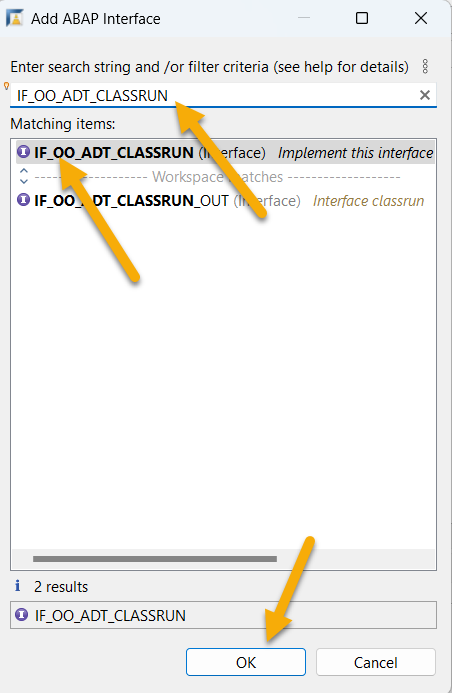 Add ABAP Interface
Enter search string and /or filter criteria (see help for details)
IF_OO_ADT_CLASSRUN
Matching items:
IF_OO_ADT_CLASSRUN (Interface) Implement this interface
-------------------- Workspace matches --------------------
IF_OO_ADT_CLASSRUN_OUT (Interface) Interface classrun
2 results
IF_OO_ADT_CLASSRUN
OK
Cancel